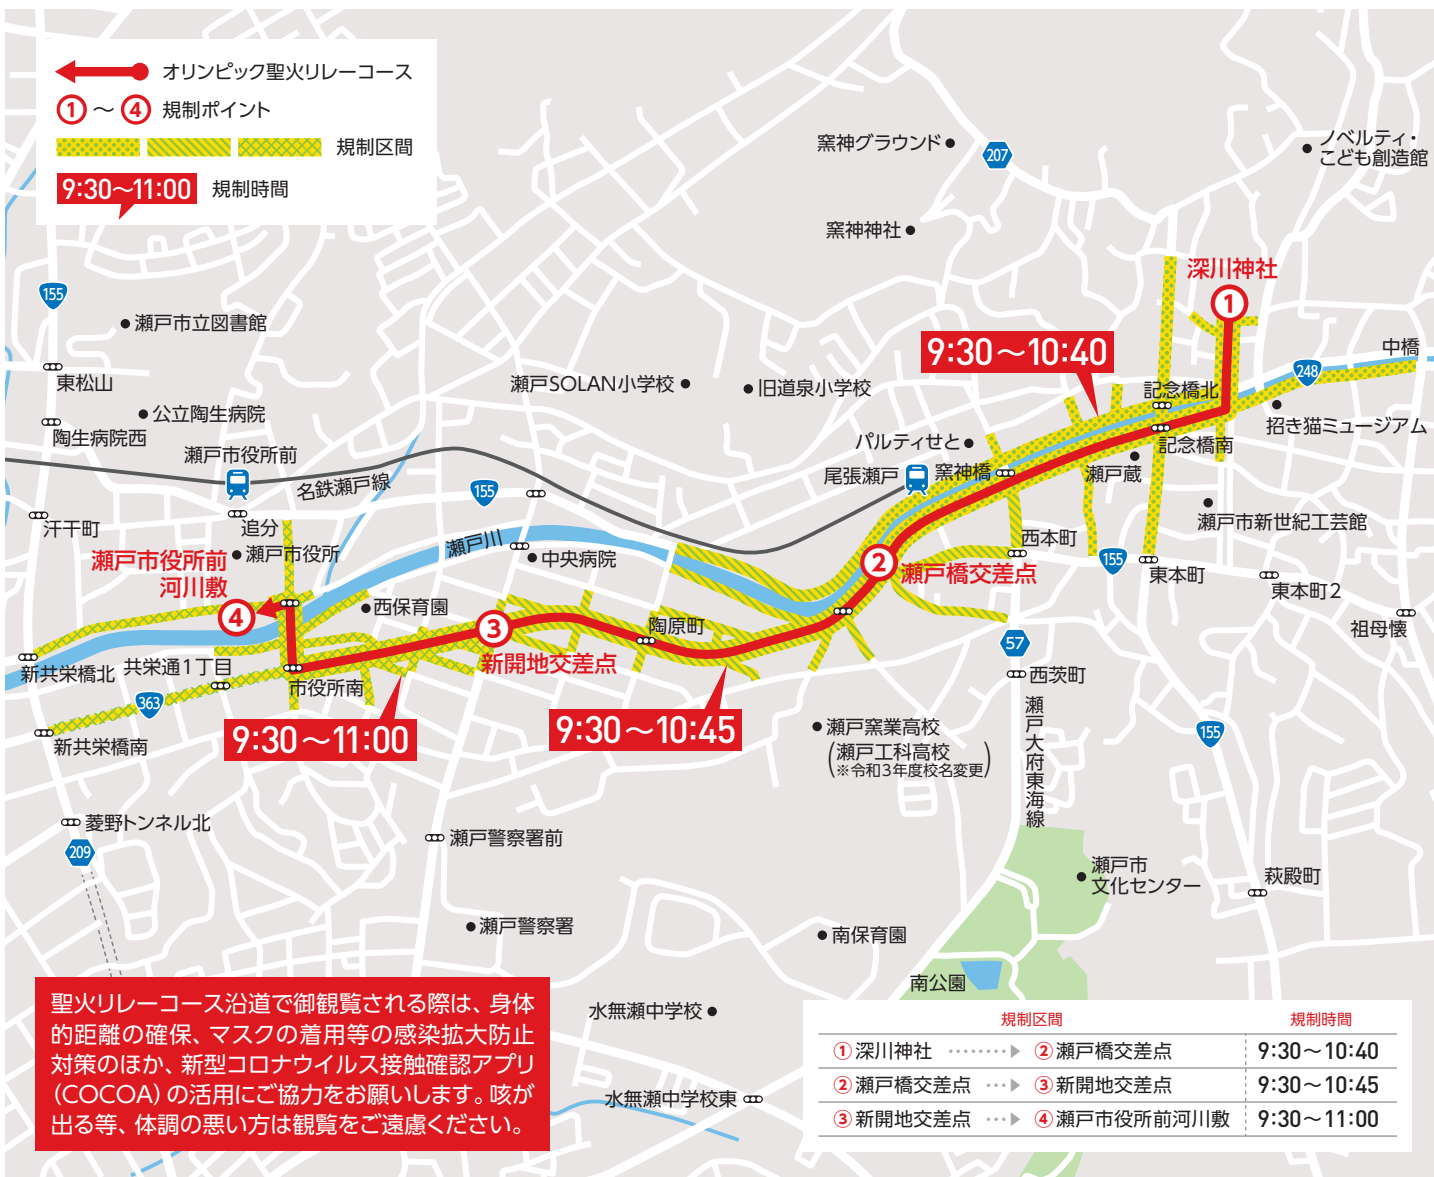 オリンピック聖火リレーコース
①～④ 規制ポイント
規制区間
9:30～11:00 規制時間
窯神グラウンド
207
ノベルティ・
こども創造館
窯神神社
深川神社
1
155
瀬戸市立図書館
9:30～10:40
中橋
248
東松山
瀬戸SOLAN小学校
旧道泉小学校
記念橋北
公立陶生病院
招き猫ミュージアム
陶生病院西
パルティせと
記念橋南
瀬戸市役所前
尾張瀬戸
窯神橋
瀬戸蔵
名鉄瀬戸線
155
汗干町
追分
瀬戸市新世紀工芸館
瀬戸川
西本町
瀬戸市役所
中央病院
155
瀬戸市役所前
河川敷
2
瀬戸橋交差点
東本町
東本町2
4
西保育園
3
陶原町
祖母懐
57
新共栄橋北
共栄通1丁目
新開地交差点
市役所南
西茨町
363
9:30～11:00
9:30～10:45
瀬戸窯業高校
(瀬戸工科高校
※令和3年度校名変更)
瀬戸大府東海線
155
新共栄橋南
菱野トンネル北
209
瀬戸警察署前
瀬戸市
文化センター
萩殿町
瀬戸警察署
南保育園
南公園
水無瀬中学校
水無瀬中学校東
聖火リレーコース沿道で御観覧される際は、身体
的距離の確保、マスクの着用等の感染拡大防止
対策のほか、新型コロナウイルス接触確認アプリ
(COCOA)の活用にご協力をお願いします。咳が
出る等、体調の悪い方は観覧をご遠慮ください。
規制区間 規制時間
①深川神社 ②瀬戸橋交差点 9:30～10:40
②瀬戸橋交差点 ③新開地交差点 9:30～10:45
③新開地交差点 ④瀬戸市役所前河川敷 9:30～11:00